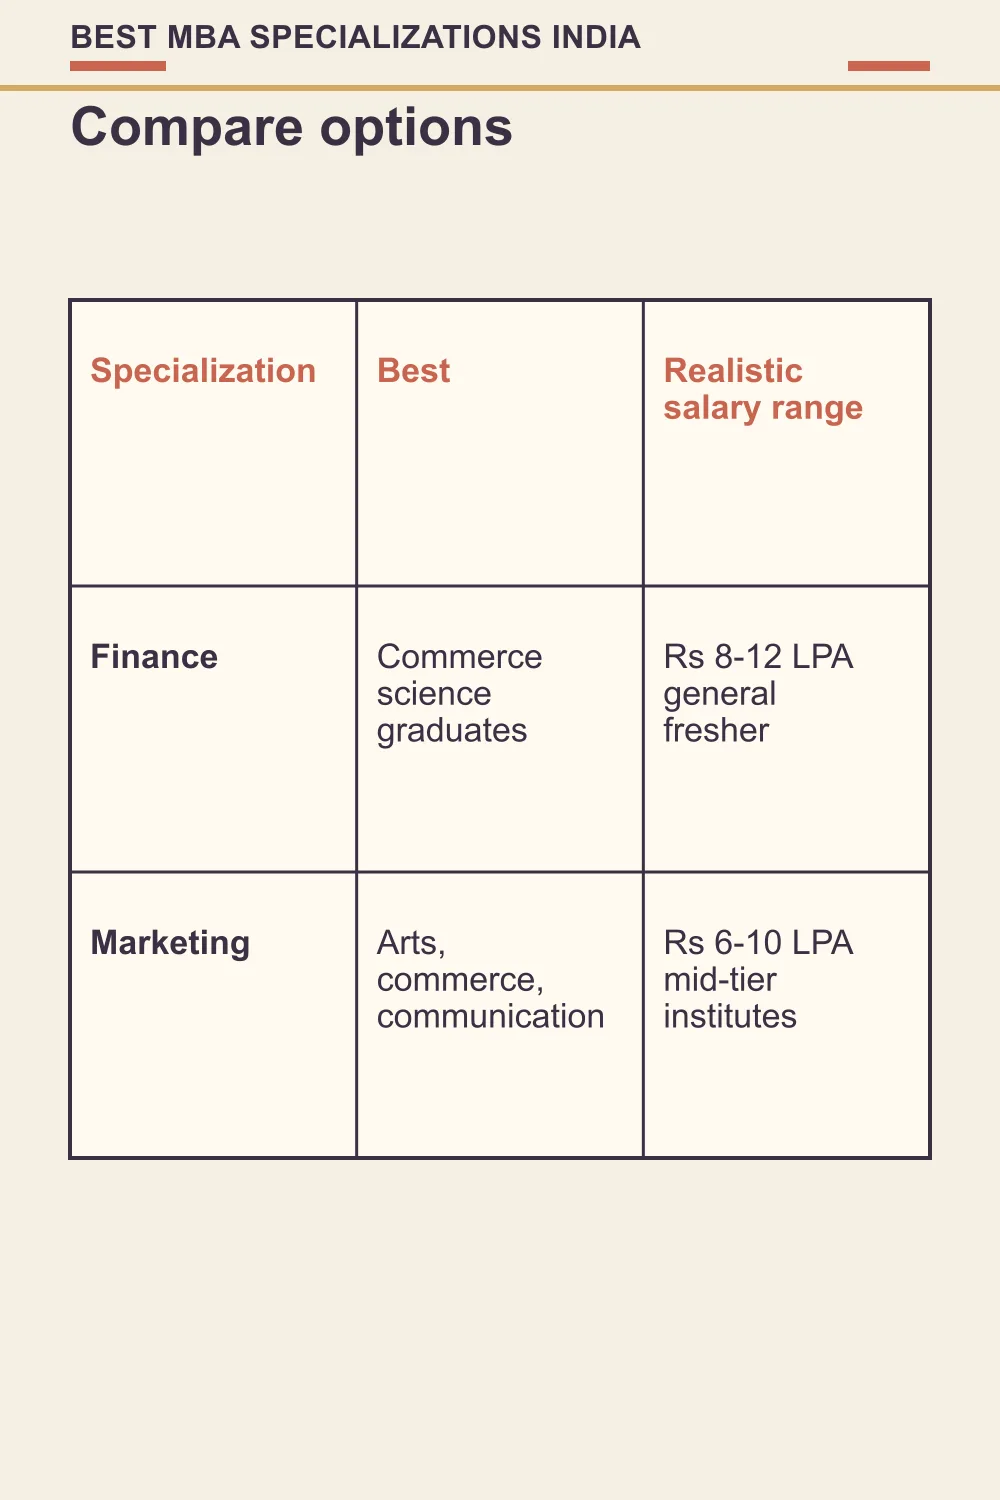 BEST MBA SPECIALIZATIONS INDIA
Compare options
Specialization
Best
Realistic
salary range
Finance
Commerce
science
graduates
Rs 8-12 LPA
general
fresher
Marketing
Arts,
commerce,
communication
Rs 6-10 LPA
mid-tier
institutes